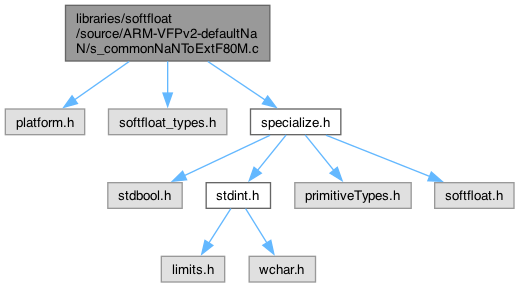 libraries/softfloat
/source/ARM-VFPv2-defaultNa
N/s_commonNaNToExtF80M.c
platform.h
softfloat_types.h
specialize.h
stdbool.h
stdint.h
primitiveTypes.h
softfloat.h
limits.h
wchar.h